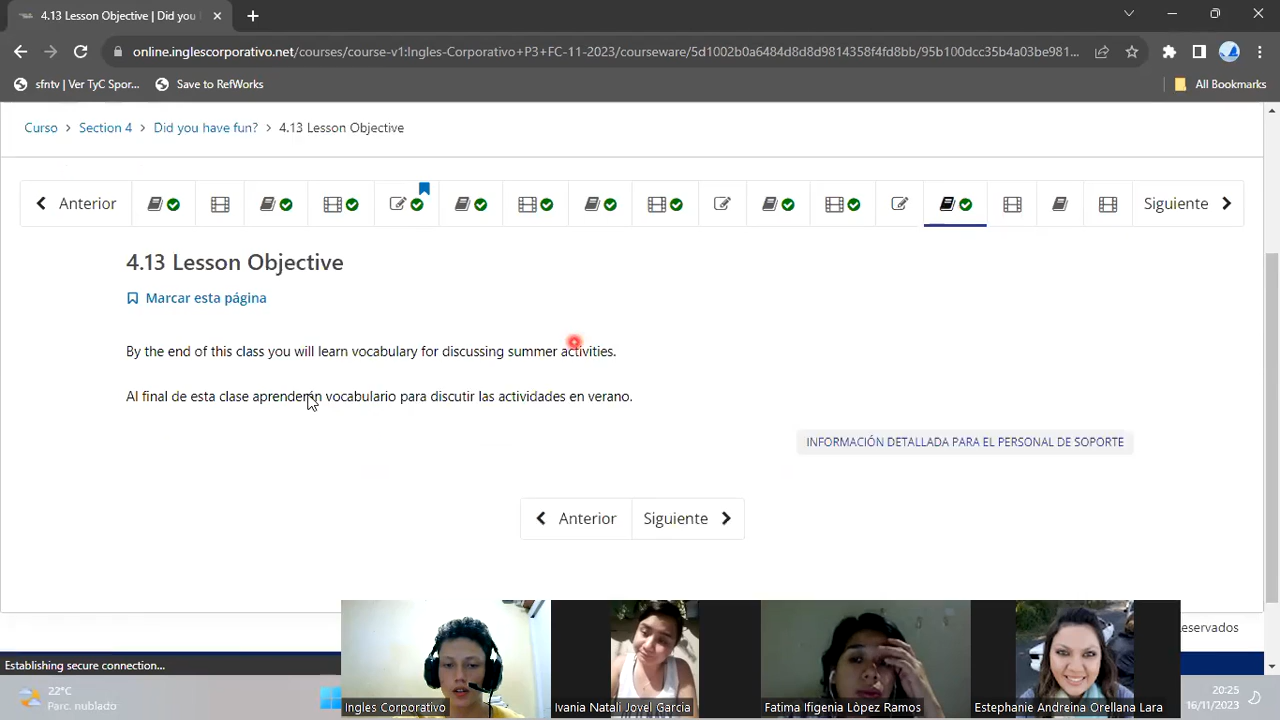 4.13 Lesson Objective | Did you
online.inglescorporativo.net/courses/course-v1:Ingles-Corporativo+P3+FC-11-2023/courseware/5d1002b0a6484d8d8d9814358f4fd8bb/95b100dcc35b4a03be981...
sfntv | Ver TyC Spor...
Save to RefWorks
All Bookmarks
Curso > Section 4 > Did you have fun? > 4.13 Lesson Objective
Anterior
Siguiente
4.13 Lesson Objective
Marcar esta página
By the end of this class you will learn vocabulary for discussing summer activities.
Al final de esta clase aprenderán vocabulario para discutir las actividades en verano.
INFORMACIÓN DETALLADA PARA EL PERSONAL DE SOPORTE
Anterior
Siguiente
eservados
Establishing secure connection...
22°C
Parc. nublado
Ingles Corporativo
Ivania Natali Jovel Garcia
Fatima Ifigenia Lòpez Ramos
Estephanie Andreina Orellana Lara
20:25
16/11/2023